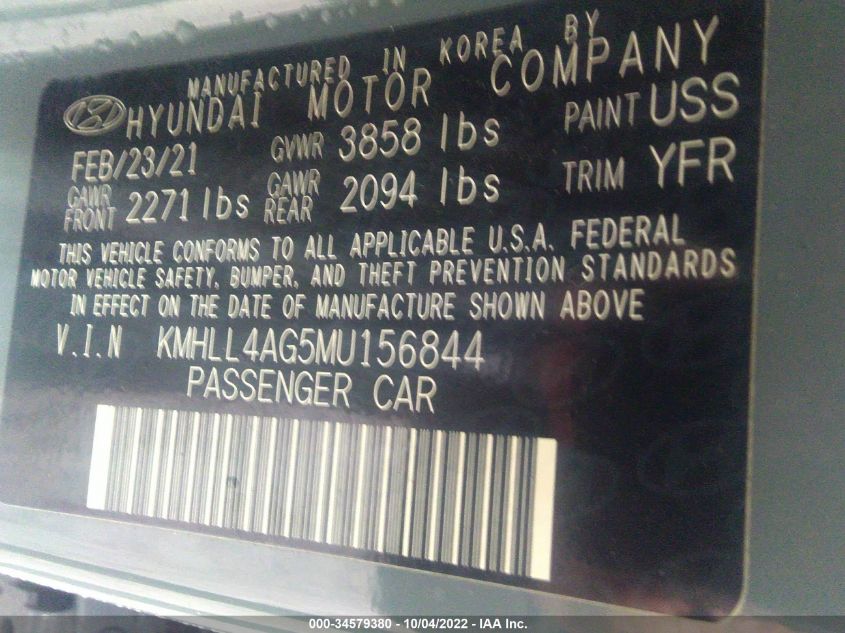 MANUFACTURED IN KOREA BY
HYUNDAI MOTOR COMPANY
FEB/23/21 GVWR 3858 lbs PAINT USS
GAWR FRONT 2271 lbs GAWR REAR 2094 lbs TRIM YFR
THIS VEHICLE CONFORMS TO ALL APPLICABLE U.S.A. FEDERAL
MOTOR VEHICLE SAFETY, BUMPER, AND THEFT PREVENTION STANDARDS
IN EFFECT ON THE DATE OF MANUFACTURE SHOWN ABOVE
V.I.N KMHLL4AG5MU156844
PASSENGER CAR
000-34579380 - 10/04/2022 - IAA Inc.